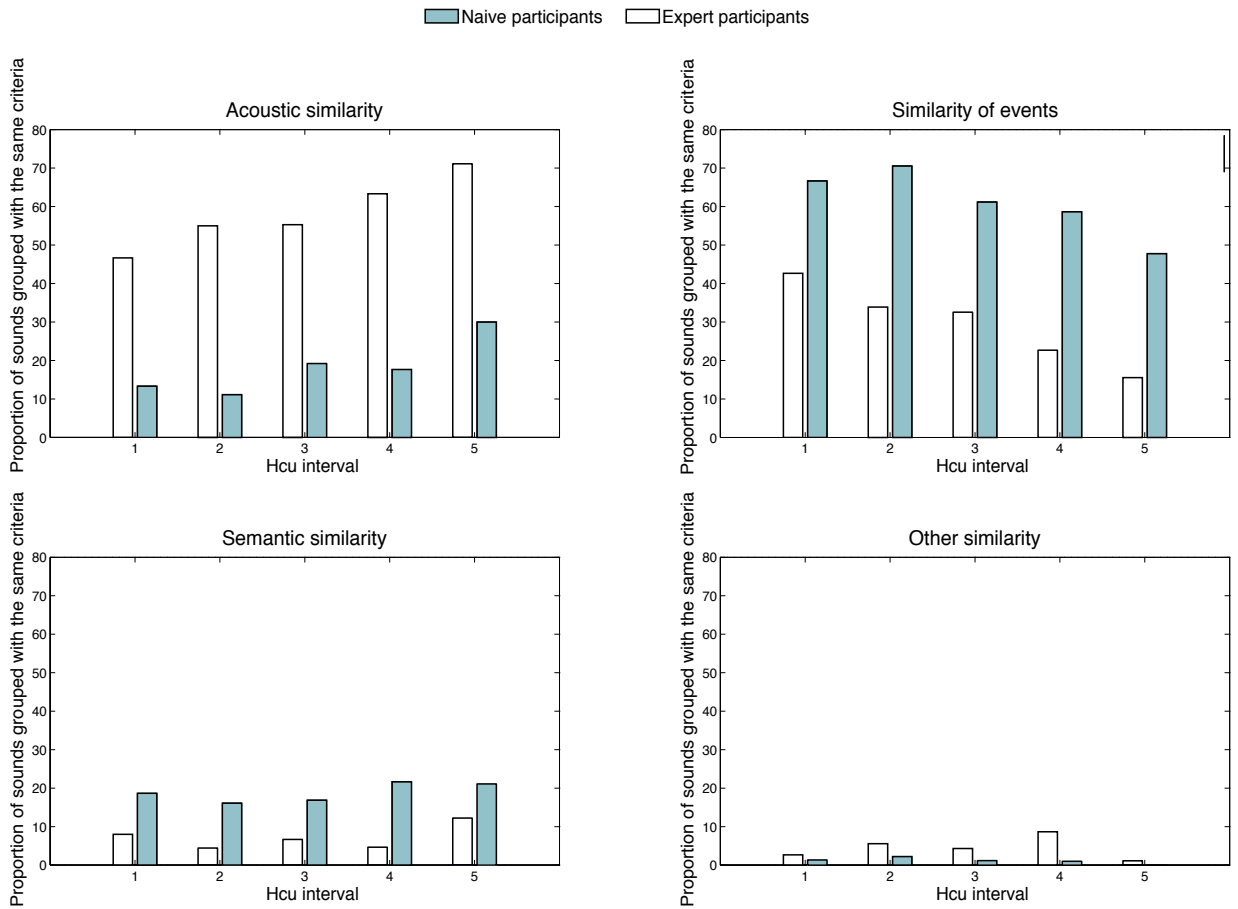 Naive participants Expert participants
Acoustic similarity
Proportion of sounds grouped with the same criteria
80
70
60
50
40
30
20
10
0
1 2 3 4 5
Hcu interval
Similarity of events
Proportion of sounds grouped with the same criteria
80
70
60
50
40
30
20
10
0
1 2 3 4 5
Hcu interval
Semantic similarity
Proportion of sounds grouped with the same criteria
80
70
60
50
40
30
20
10
0
1 2 3 4 5
Hcu interval
Other similarity
Proportion of sounds grouped with the same criteria
80
70
60
50
40
30
20
10
0
1 2 3 4 5
Hcu interval